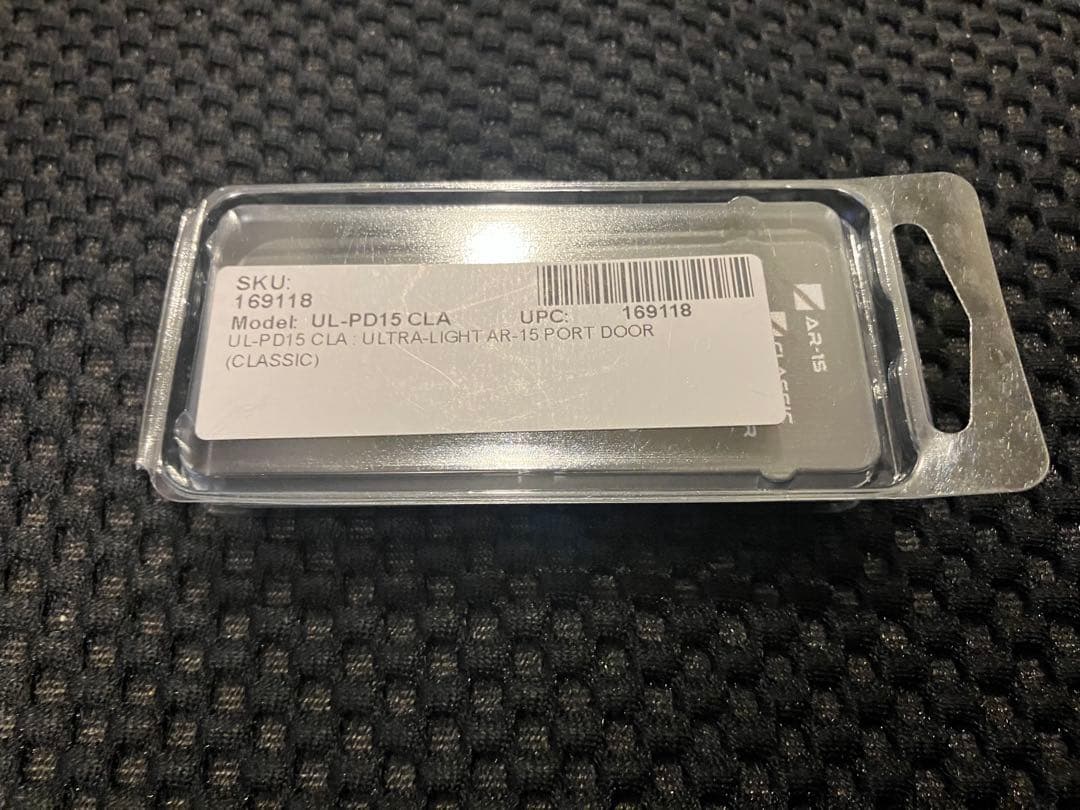 SKU:
169118
Model: UL-PD15 CLA UPC: 169118
UL-PD15 CLA : ULTRA-LIGHT AR-15 PORT DOOR
(CLASSIC)
AR-15
CLASSIC
R